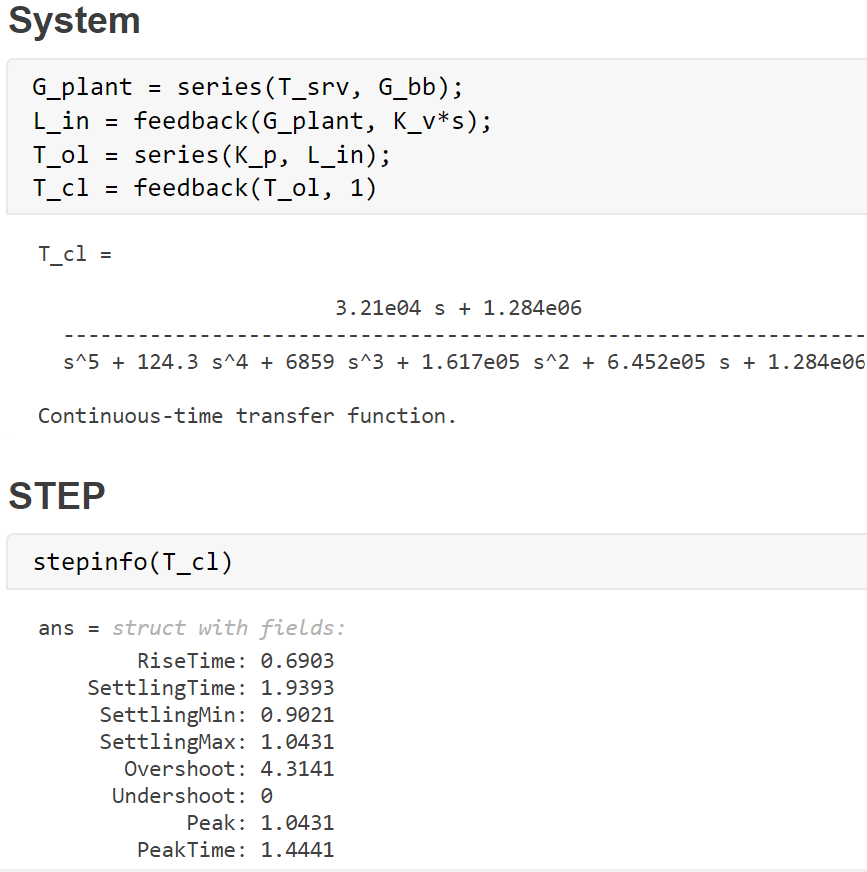 System
G_plant = series(T_srv, G_bb);
L_in = feedback(G_plant, K_v*s);
T_ol = series(K_p, L_in);
T_cl = feedback(T_ol, 1)
T_cl =
3.21e04 s + 1.284e06
-----------------------------------------------------------------
s^5 + 124.3 s^4 + 6859 s^3 + 1.617e05 s^2 + 6.452e05 s + 1.284e06
Continuous-time transfer function.
STEP
stepinfo(T_cl)
ans = struct with fields:
RiseTime: 0.6903
SettlingTime: 1.9393
SettlingMin: 0.9021
SettlingMax: 1.0431
Overshoot: 4.3141
Undershoot: 0
Peak: 1.0431
PeakTime: 1.4441